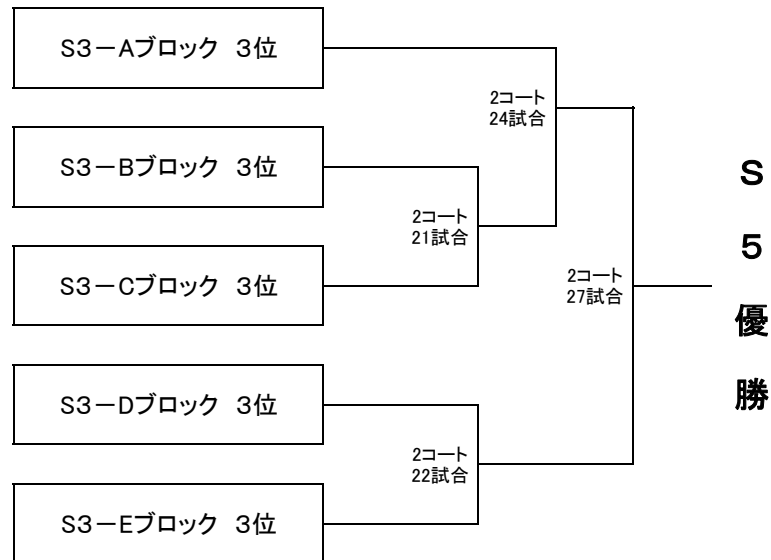 S3－Aブロック　3位
2コート
24試合
S3－Bブロック　3位
2コート
21試合
S3－Cブロック　3位
2コート
27試合
S3－Dブロック　3位
2コート
22試合
S3－Eブロック　3位
S
5
優
勝